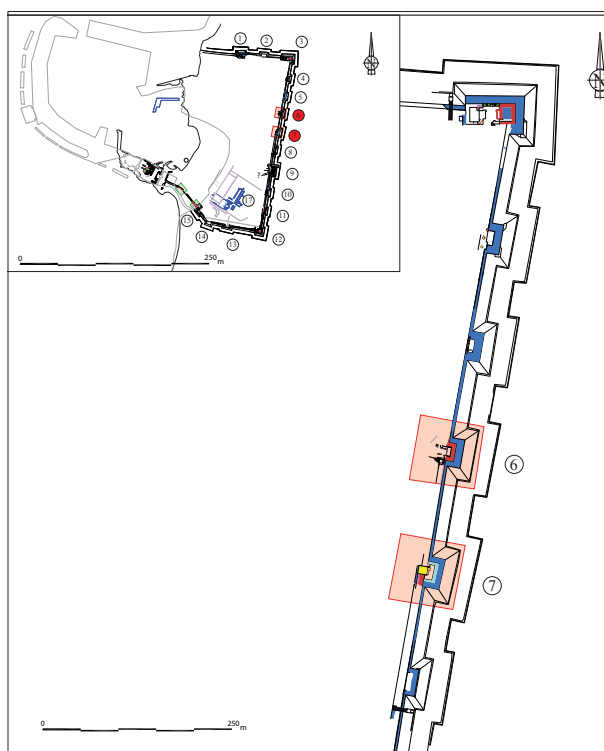 ① ② ③
N
④
⑤
⑥
⑦
⑧
? ⑨
⑩
⑰
⑪
⑮
⑭ ⑬ ⑫
0 250
m
N
⑥
⑦
0 250
m